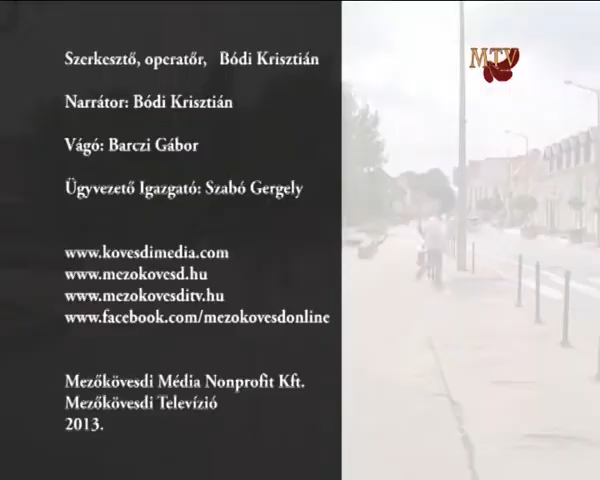 MTV
Szerkesztő, operatőr, Bódi Krisztián
Narrátor: Bódi Krisztián
Vágó: Barczi Gábor
Ügyvezető Igazgató: Szabó Gergely
www.kovesdimedia.com
www.mezokovesd.hu
www.mezokovesditv.hu
www.facebook.com/mezokovesdonline
Mezőkövesdi Média Nonprofit Kft.
Mezőkövesdi Televízió
2013.